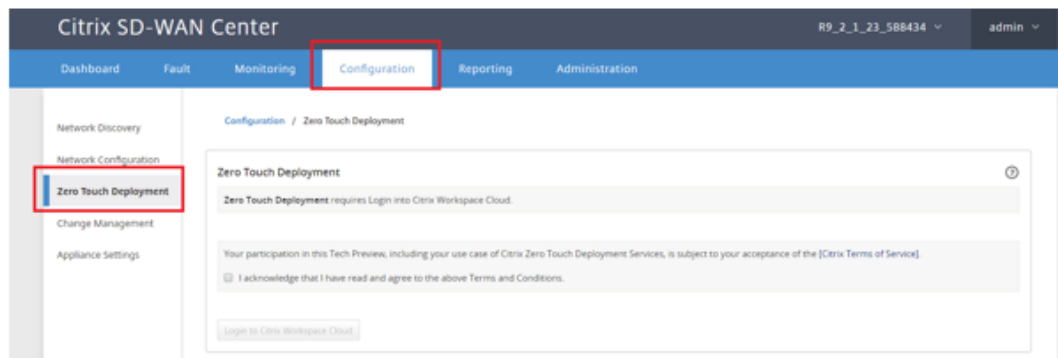 Citrix SD-WAN Center
R9_2_1_23_588434
admin
Dashboard Fault Monitoring Configuration Reporting Administration
Network Discovery
Network Configuration
Zero Touch Deployment
Change Management
Appliance Settings
Configuration / Zero Touch Deployment
Zero Touch Deployment
Zero Touch Deployment requires Login into Citrix Workspace Cloud.
Your participation in this Tech Preview, including your use case of Citrix Zero Touch Deployment Services, is subject to your acceptance of the [Citrix Terms of Service].
I acknowledge that I have read and agree to the above Terms and Conditions.
Login to Citrix Workspace Cloud